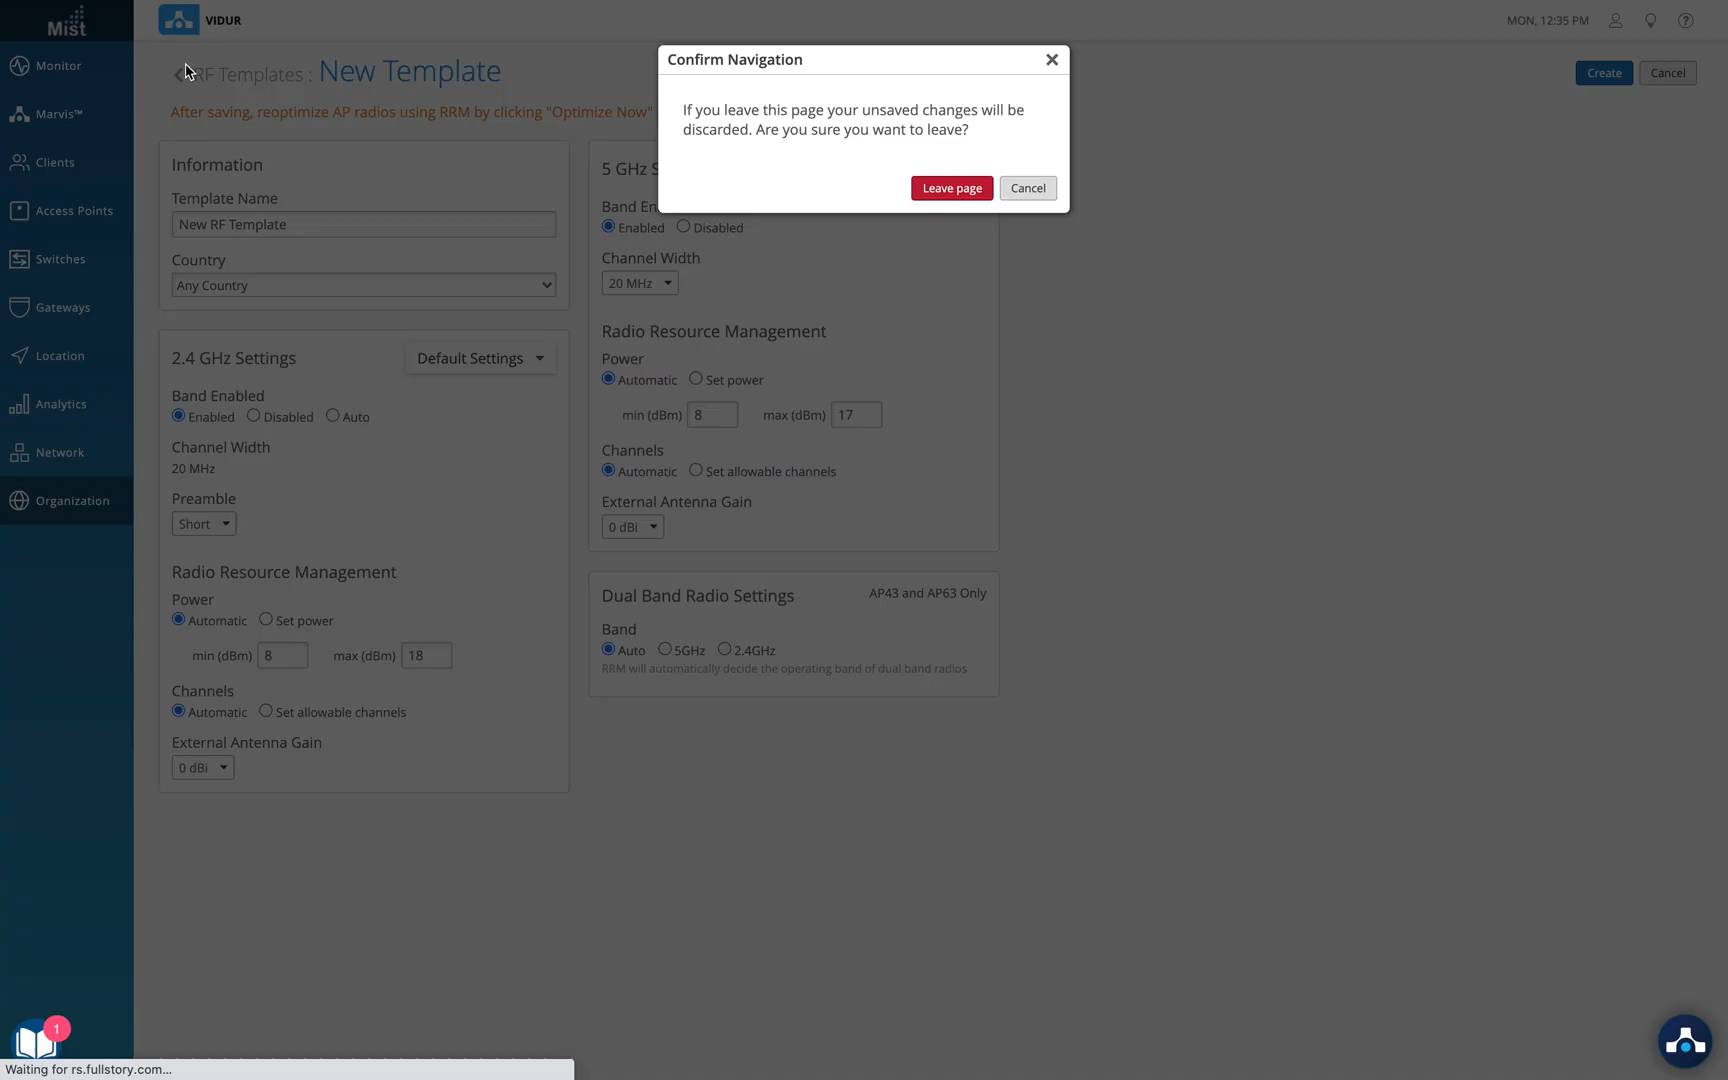 Mist
VIDUR
MON, 12:35 PM
Monitor
Marvis™
Clients
Access Points
Switches
Gateways
Location
Analytics
Network
Organization
RF Templates : New Template
Create
Cancel
After saving, reoptimize AP radios using RRM by clicking "Optimize Now"
Confirm Navigation
If you leave this page your unsaved changes will be
discarded. Are you sure you want to leave?
Leave page
Cancel
Information
Template Name
New RF Template
Country
Any Country
2.4 GHz Settings
Default Settings
Band Enabled
Enabled Disabled Auto
Channel Width
20 MHz
Preamble
Short
Radio Resource Management
Power
Automatic Set power
min (dBm) 8 max (dBm) 18
Channels
Automatic Set allowable channels
External Antenna Gain
0 dBi
5 GHz S
Band En
Enabled Disabled
Channel Width
20 MHz
Radio Resource Management
Power
Automatic Set power
min (dBm) 8 max (dBm) 17
Channels
Automatic Set allowable channels
External Antenna Gain
0 dBi
Dual Band Radio Settings
AP43 and AP63 Only
Band
Auto 5GHz 2.4GHz
RRM will automatically decide the operating band of dual band radios
1
Waiting for rs.fullstory.com...